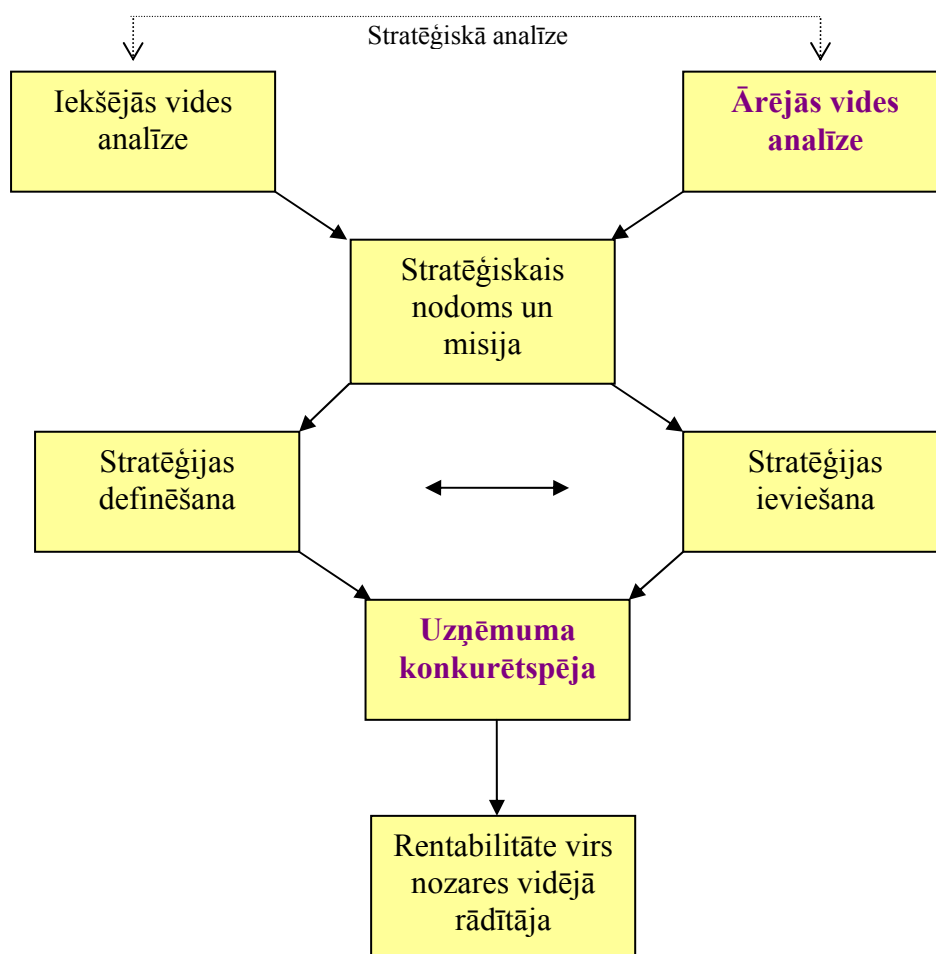 Stratēģiskā analīze
Iekšējās vides
analīze
Ārējās vides
analīze
Stratēģiskais
nodoms un
misija
Stratēģijas
definēšana
Stratēģijas
ieviešana
Uzņēmuma
konkurētspēja
Rentabilitāte virs
nozares vidējā
rādītāja